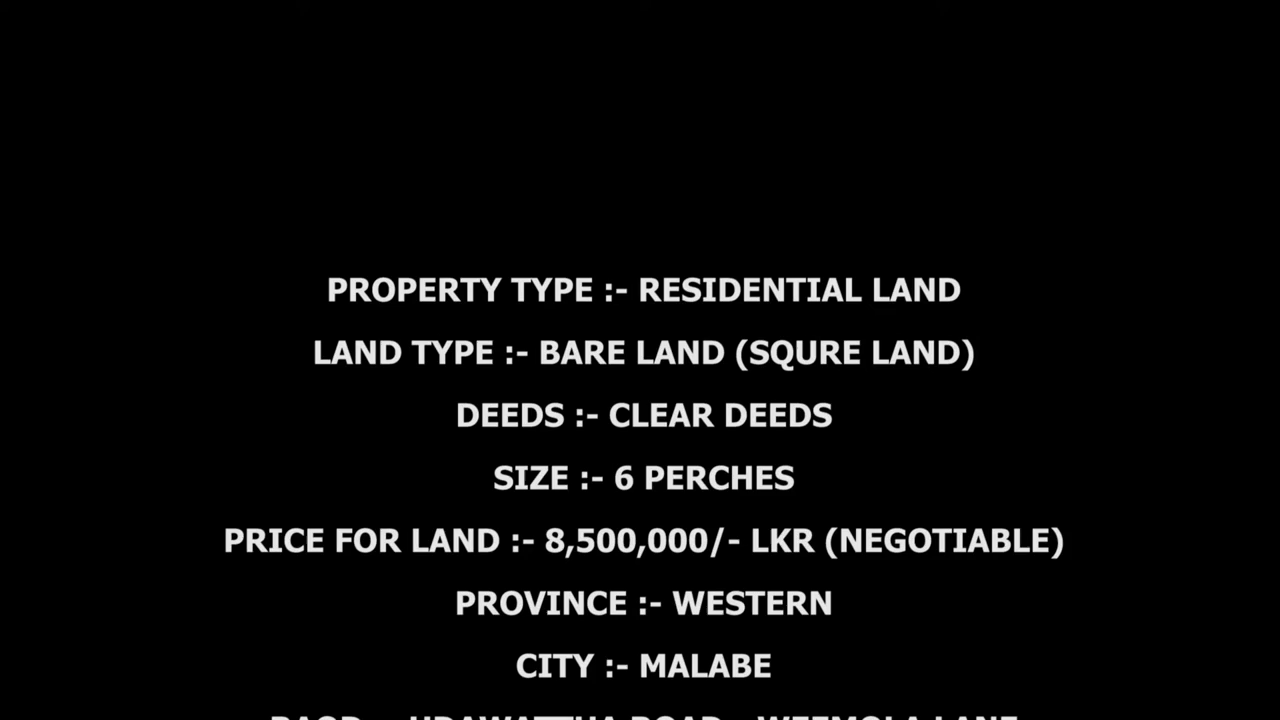 PROPERTY TYPE :- RESIDENTIAL LAND
LAND TYPE :- BARE LAND (SQURE LAND)
DEEDS :- CLEAR DEEDS
SIZE :- 6 PERCHES
PRICE FOR LAND :- 8,500,000/- LKR (NEGOTIABLE)
PROVINCE :- WESTERN
CITY :- MALABE